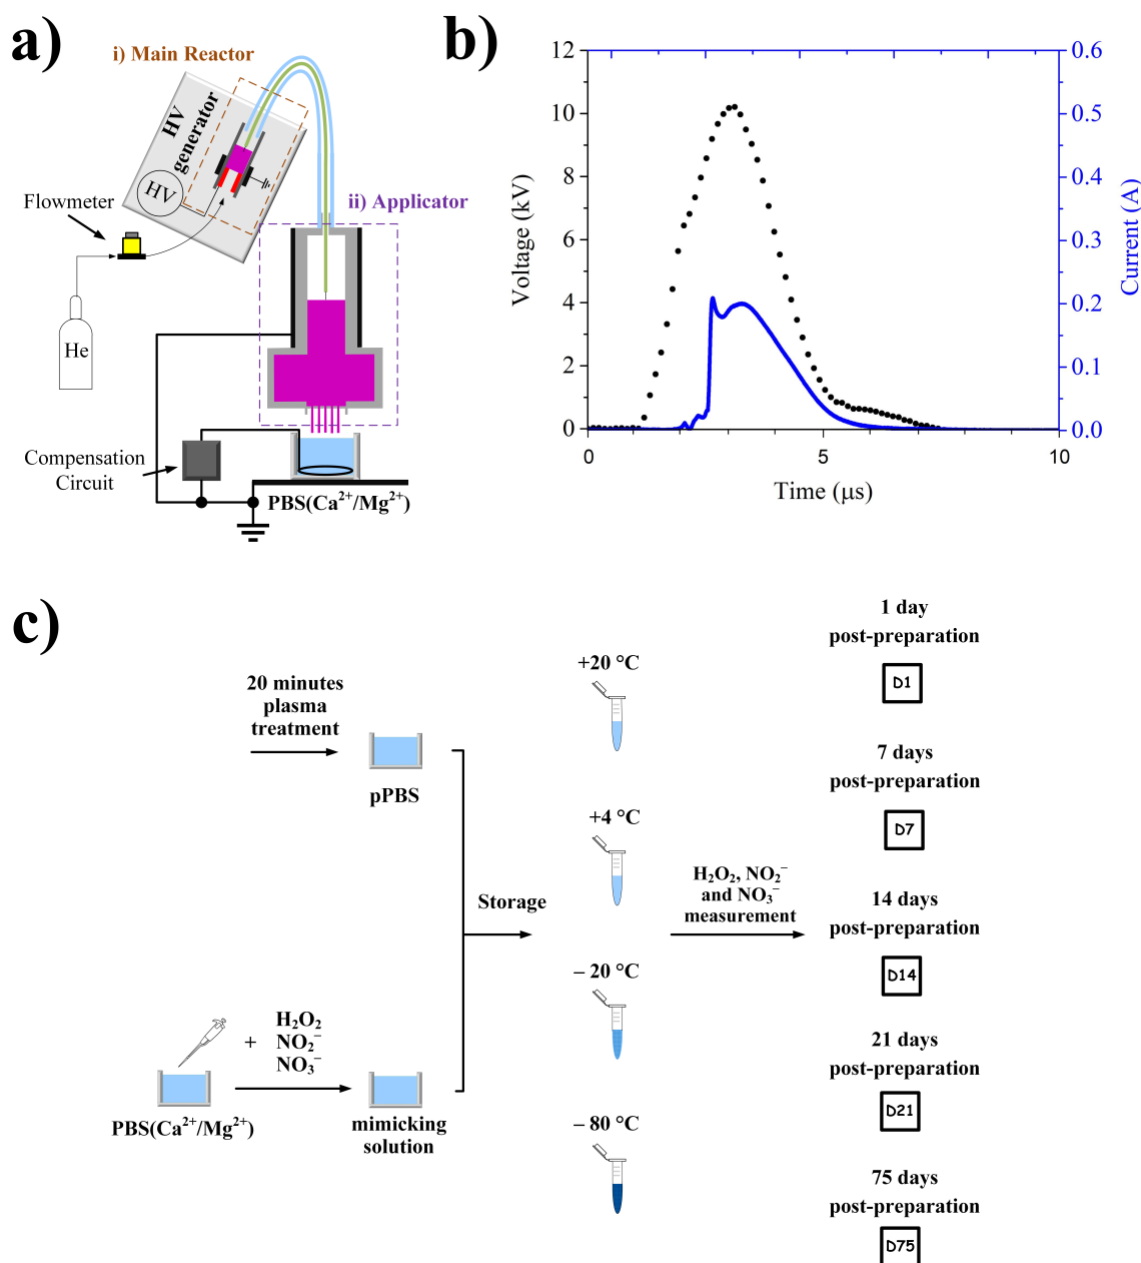 a)
i) Main Reactor
HV
generator
HV
Flowmeter
ii) Applicator
He
Compensation
Circuit
PBS(Ca²⁺/Mg²⁺)
b)
12
10
8
6
4
2
0
Voltage (kV)
0.6
0.5
0.4
0.3
0.2
0.1
0.0
Current (A)
0
5
10
Time (μs)
c)
20 minutes
plasma
treatment
pPBS
PBS(Ca²⁺/Mg²⁺)
+
H₂O₂
NO₂⁻
NO₃⁻
mimicking
solution
Storage
+20 °C
+4 °C
– 20 °C
– 80 °C
H₂O₂, NO₂⁻
and NO₃⁻
measurement
1 day
post-preparation
D1
7 days
post-preparation
D7
14 days
post-preparation
D14
21 days
post-preparation
D21
75 days
post-preparation
D75